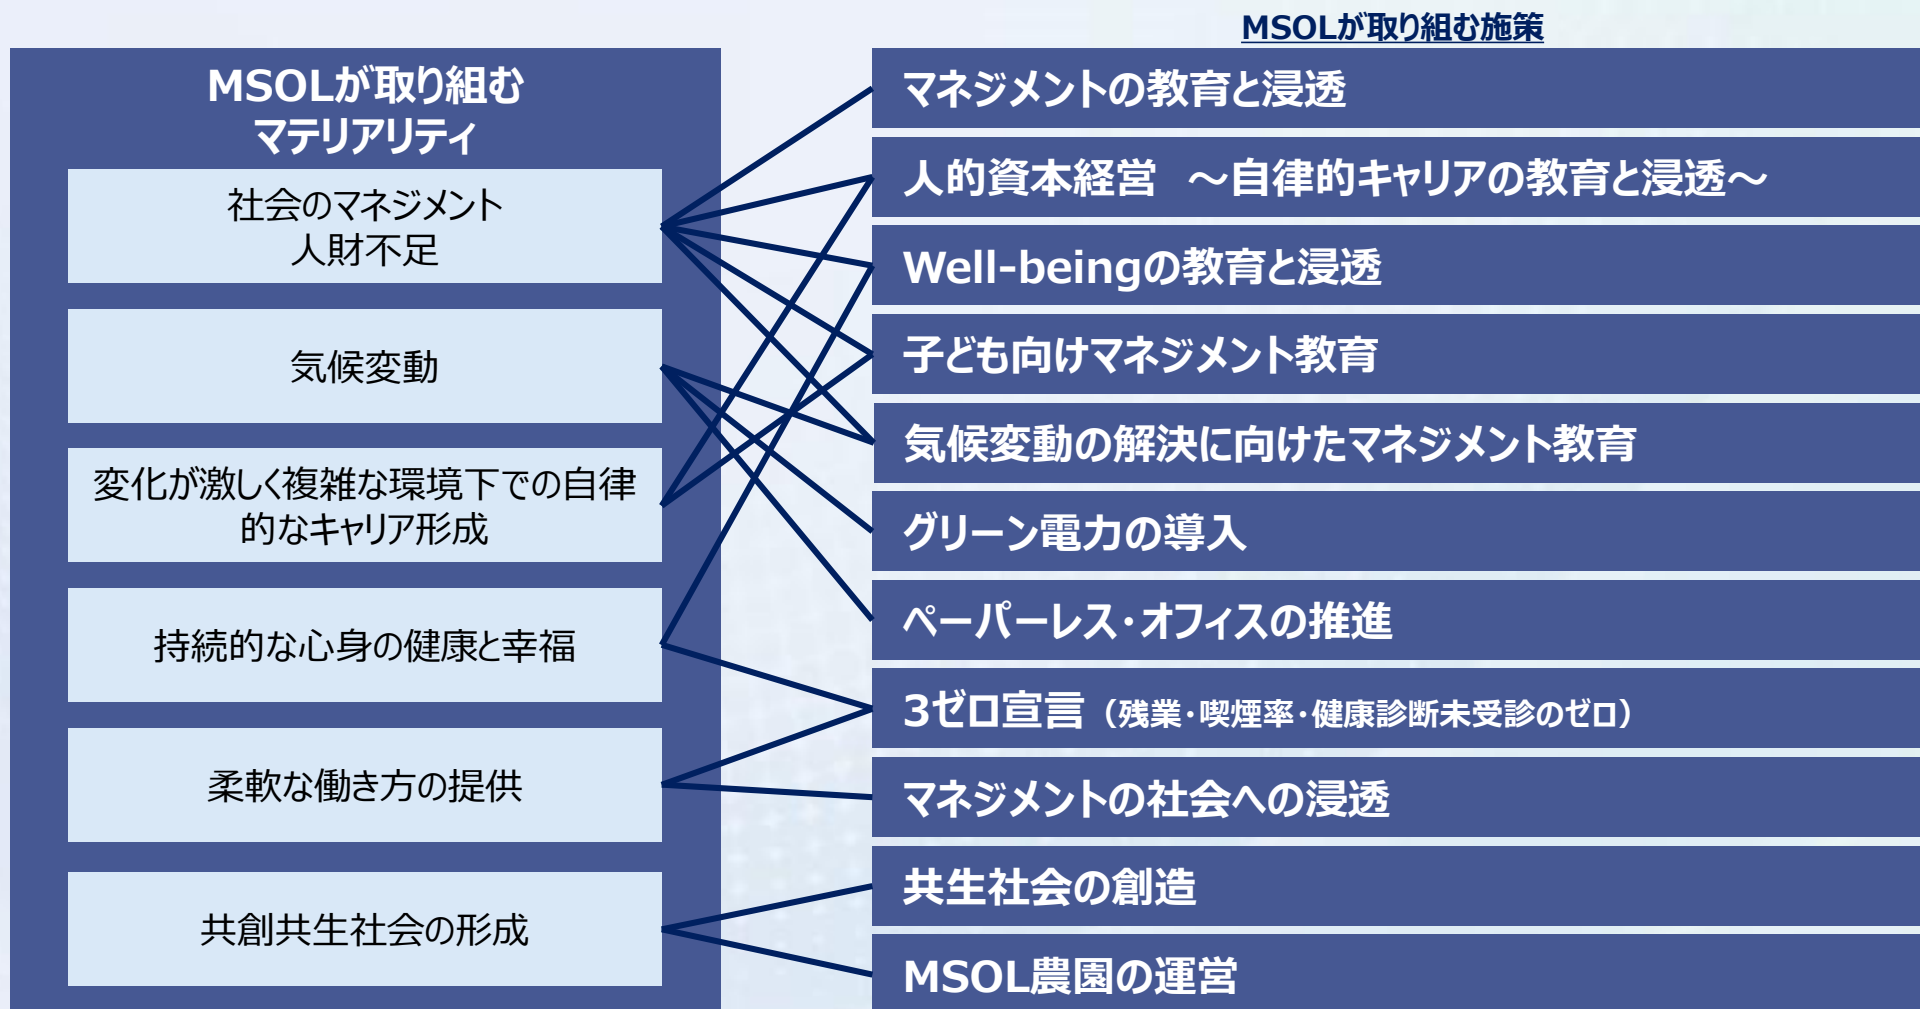 MSOLが取り組む施策
MSOLが取り組む
マテリアリティ
社会のマネジメント
人財不足
気候変動
変化が激しく複雑な環境下での自律
的なキャリア形成
持続的な心身の健康と幸福
柔軟な働き方の提供
共創共生社会の形成
マネジメントの教育と浸透
人的資本経営　～自律的キャリアの教育と浸透～
Well-beingの教育と浸透
子ども向けマネジメント教育
気候変動の解決に向けたマネジメント教育
グリーン電力の導入
ペーパーレス・オフィスの推進
3ゼロ宣言（残業・喫煙率・健康診断未受診のゼロ）
マネジメントの社会への浸透
共生社会の創造
MSOL農園の運営